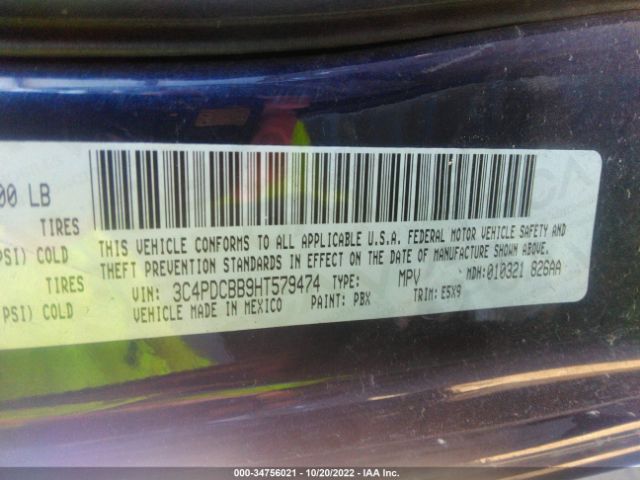 00 LB
TIRES
PSI) COLD
TIRES
PSI) COLD
THIS VEHICLE CONFORMS TO ALL APPLICABLE U.S.A. FEDERAL MOTOR VEHICLE SAFETY AND
THEFT PREVENTION STANDARDS IN EFFECT ON THE DATE OF MANUFACTURE SHOWN ABOVE.
VIN: 3C4PDCBB9HT579474 TYPE: MPV MDH: 010321 826AA
VEHICLE MADE IN MEXICO PAINT: PBX TRIM: E5X9
000-34756021 | 10/20/2022 | IAA Inc.